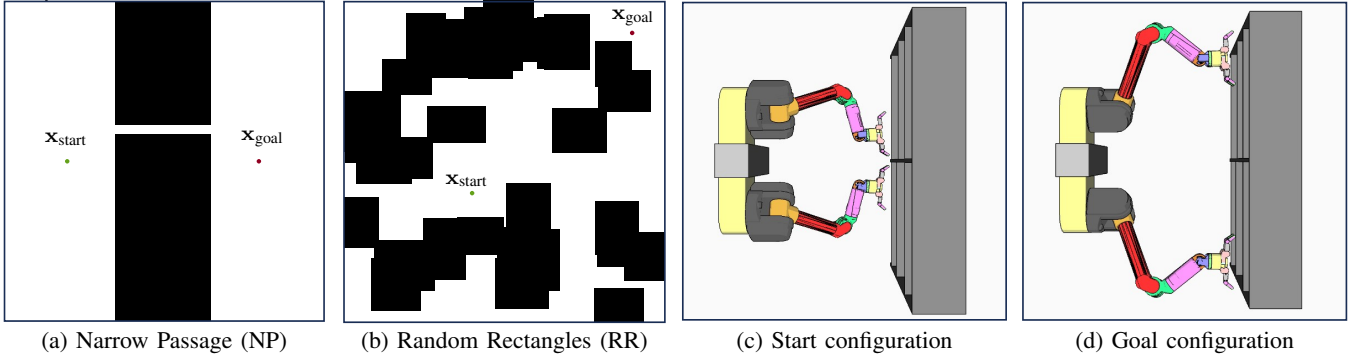 x_start
x_goal
x_start
x_goal
(a) Narrow Passage (NP)
(b) Random Rectangles (RR)
(c) Start configuration
(d) Goal configuration